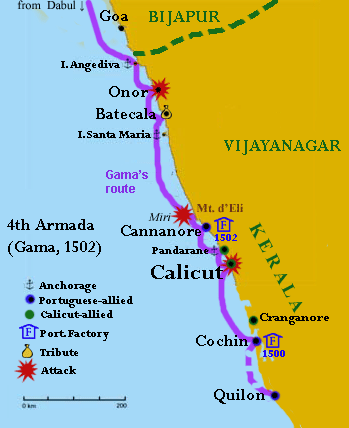 from Dabul ↓
Goa
BIJAPUR
I. Angediva
Onor
Batecala
I. Santa Maria
VIJAYANAGAR
Gama's
route
Miri
Mt. d'Eli
4th Armada
(Gama, 1502)
Cannanore
F
1502
Pandarane
Calicut
KERALA
Anchorage
Portuguese-allied
Calicut-allied
F Port. Factory
Tribute
Attack
Cranganore
Cochin
F
1500
Quilon
0 km 200